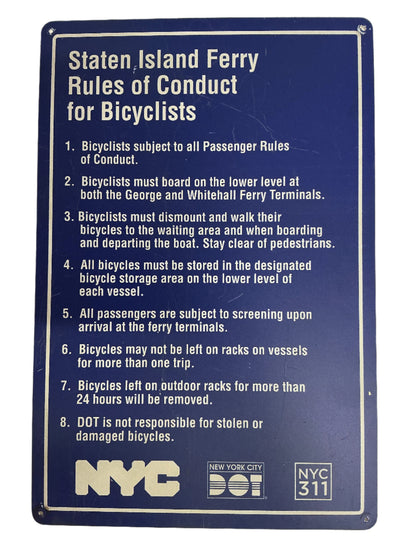 Staten Island Ferry
Rules of Conduct
for Bicyclists
1. Bicyclists subject to all Passenger Rules
of Conduct.
2. Bicyclists must board on the lower level at
both the George and Whitehall Ferry Terminals.
3. Bicyclists must dismount and walk their
bicycles to the waiting area and when boarding
and departing the boat. Stay clear of pedestrians.
4. All bicycles must be stored in the designated
bicycle storage area on the lower level of
each vessel.
5. All passengers are subject to screening upon
arrival at the ferry terminals.
6. Bicycles may not be left on racks on vessels
for more than one trip.
7. Bicycles left on outdoor racks for more than
24 hours will be removed.
8. DOT is not responsible for stolen or
damaged bicycles.
NYC
NEW YORK CITY
DOT
NYC
311